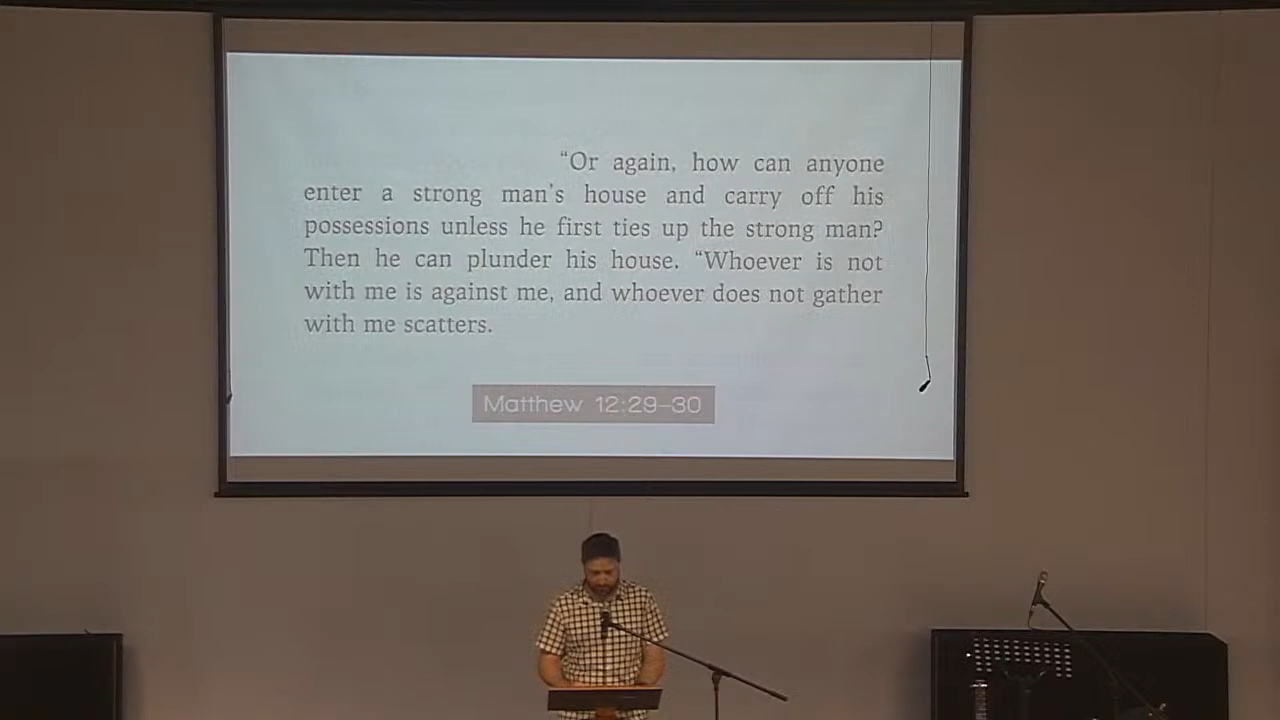 “Or again, how can anyone
enter a strong man's house and carry off his
possessions unless he first ties up the strong man?
Then he can plunder his house. “Whoever is not
with me is against me, and whoever does not gather
with me scatters.
Matthew 12:29–30